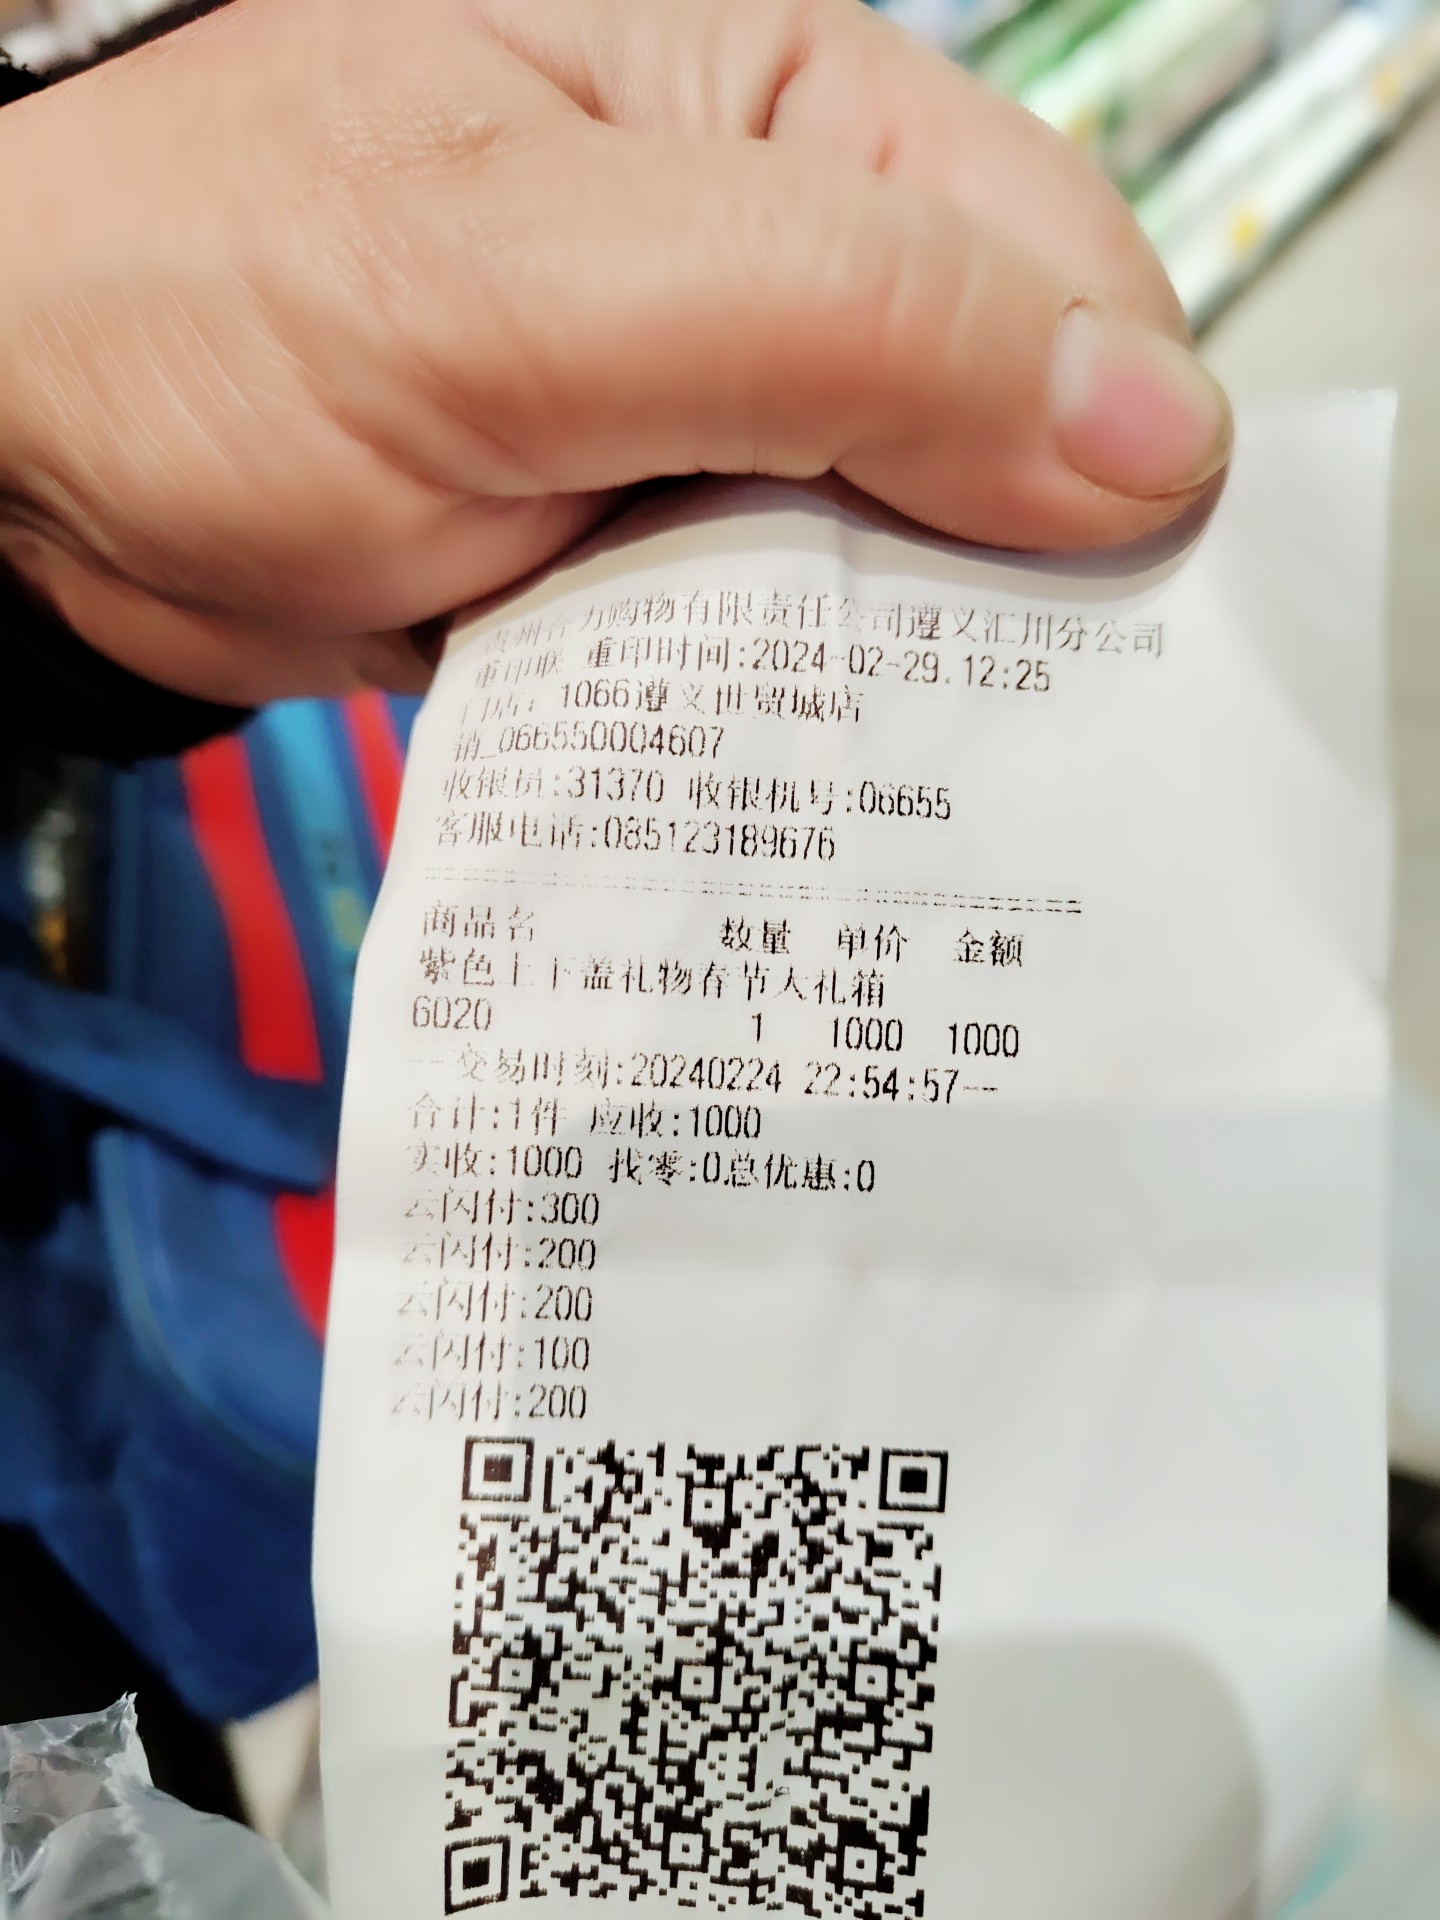 贵州合力购物有限责任公司遵义汇川分公司
重印联 重印时间:2024-02-29.12:25
门店: 1066遵义世贸城店
销_066550004607
收银员:31370 收银机号:06655
客服电话:085123189676
商品名 数量 单价 金额
紫色上下盖礼物春节大礼箱
6020 1 1000 1000
--交易时刻:20240224 22:54:57--
合计:1件 应收:1000
实收:1000 找零:0总优惠:0
云闪付:300
云闪付:200
云闪付:200
云闪付:100
云闪付:200